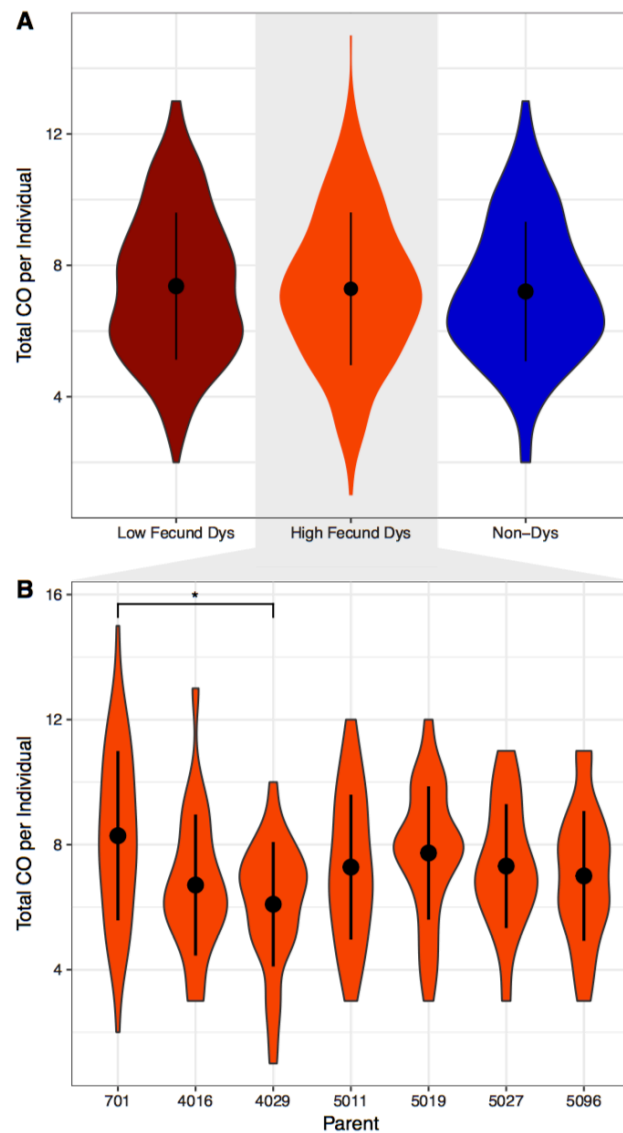 A
Total CO per Individual
12
8
4
Low Fecund Dys High Fecund Dys Non−Dys
B
Total CO per Individual
16
*
12
8
4
701 4016 4029 5011 5019 5027 5096
Parent